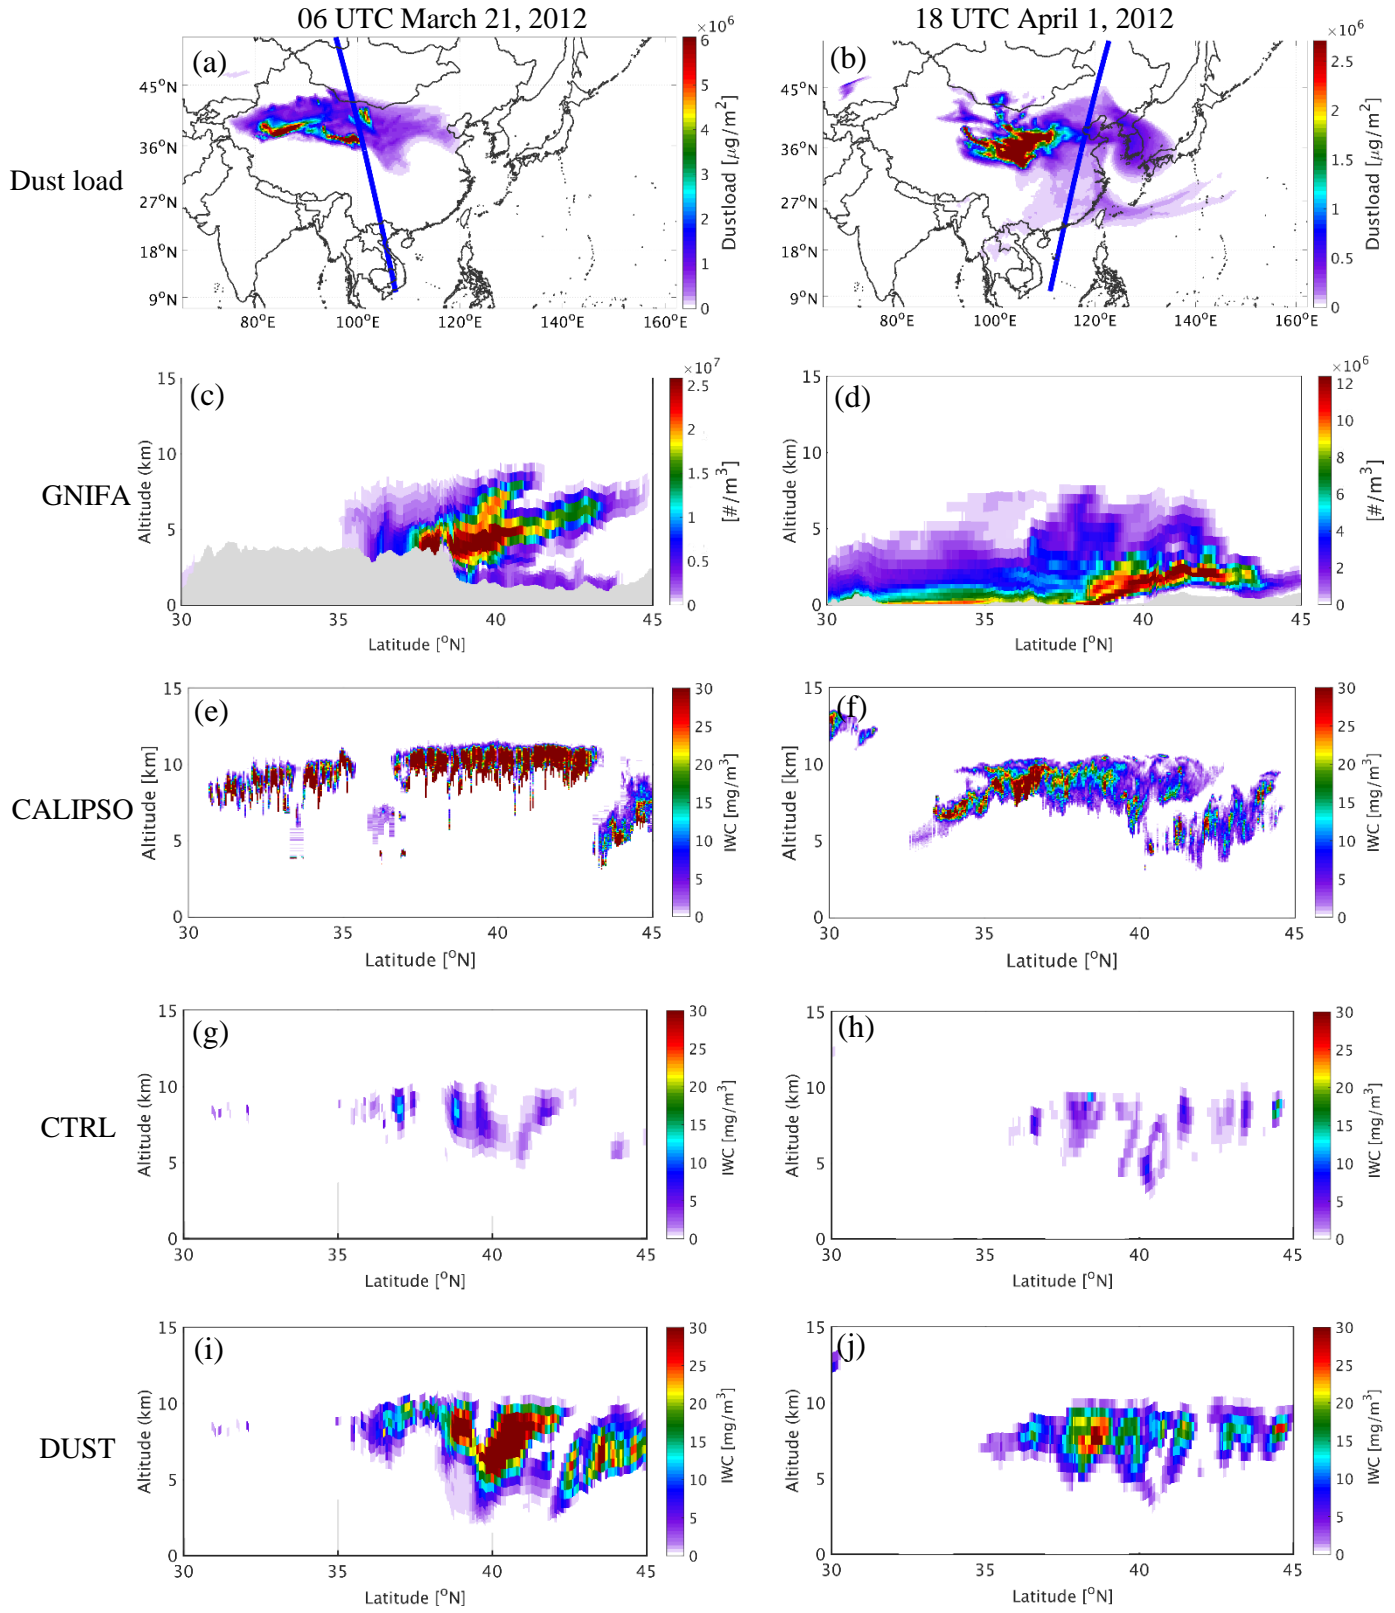 06 UTC March 21, 2012
18 UTC April 1, 2012
Dust load
(a)
45°N
36°N
27°N
18°N
9°N
80°E 100°E 120°E 140°E 160°E
×10⁶
6
5
4
3
2
1
0
Dustload [μg/m²]
(b)
45°N
36°N
27°N
18°N
9°N
80°E 100°E 120°E 140°E 160°E
×10⁶
2.5
2
1.5
1
0.5
0
Dustload [μg/m²]
GNIFA
(c)
15
10
5
0
Altitude (km)
30 35 40 45
Latitude [°N]
×10⁷
2.5
2
1.5
1
0.5
0
[#/m³]
(d)
15
10
5
0
Altitude (km)
30 35 40 45
Latitude [°N]
×10⁶
12
10
8
6
4
2
0
[#/m³]
CALIPSO
(e)
15
10
5
0
Altitude [km]
30 35 40 45
Latitude [°N]
30
25
20
15
10
5
0
IWC [mg/m³]
(f)
15
10
5
0
Altitude [km]
30 35 40 45
Latitude [°N]
30
25
20
15
10
5
0
IWC [mg/m³]
CTRL
(g)
15
10
5
0
Altitude (km)
30 35 40 45
Latitude [°N]
30
25
20
15
10
5
0
IWC [mg/m³]
(h)
15
10
5
0
Altitude (km)
30 35 40 45
Latitude [°N]
30
25
20
15
10
5
0
IWC [mg/m³]
DUST
(i)
15
10
5
0
Altitude (km)
30 35 40 45
Latitude [°N]
30
25
20
15
10
5
0
IWC [mg/m³]
(j)
15
10
5
0
Altitude (km)
30 35 40 45
Latitude [°N]
30
25
20
15
10
5
0
IWC [mg/m³]